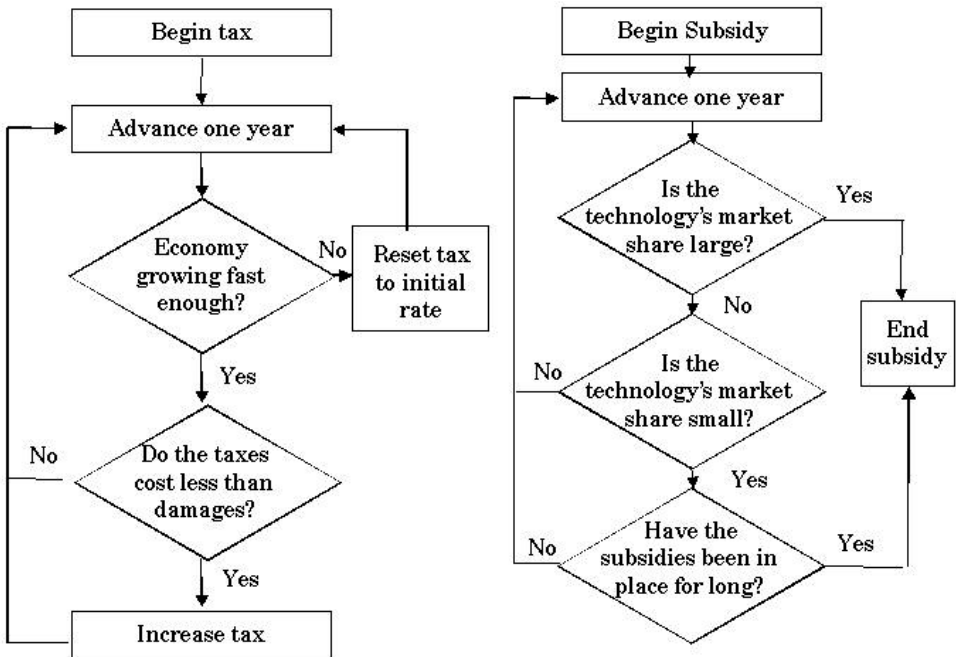 Begin tax
Advance one year
Economy
growing fast
enough?
No
Reset tax
to initial
rate
Yes
Do the taxes
cost less than
damages?
No
Yes
Increase tax
Begin Subsidy
Advance one year
Is the
technology's market
share large?
Yes
No
End
subsidy
Is the
technology's market
share small?
No
Yes
Have the
subsidies been in
place for long?
No
Yes